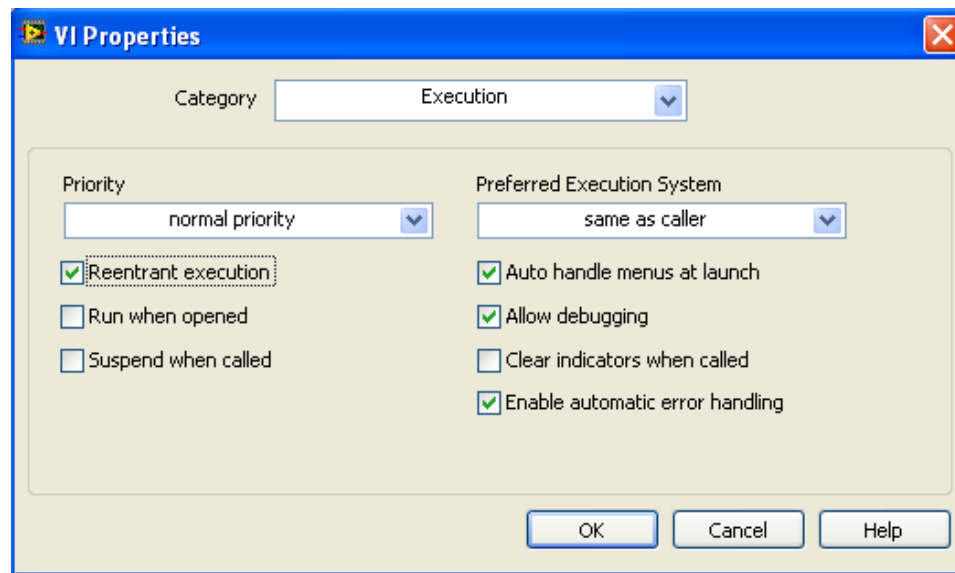 VI Properties
Category
Execution
Priority
normal priority
Reentrant execution
Run when opened
Suspend when called
Preferred Execution System
same as caller
Auto handle menus at launch
Allow debugging
Clear indicators when called
Enable automatic error handling
OK
Cancel
Help